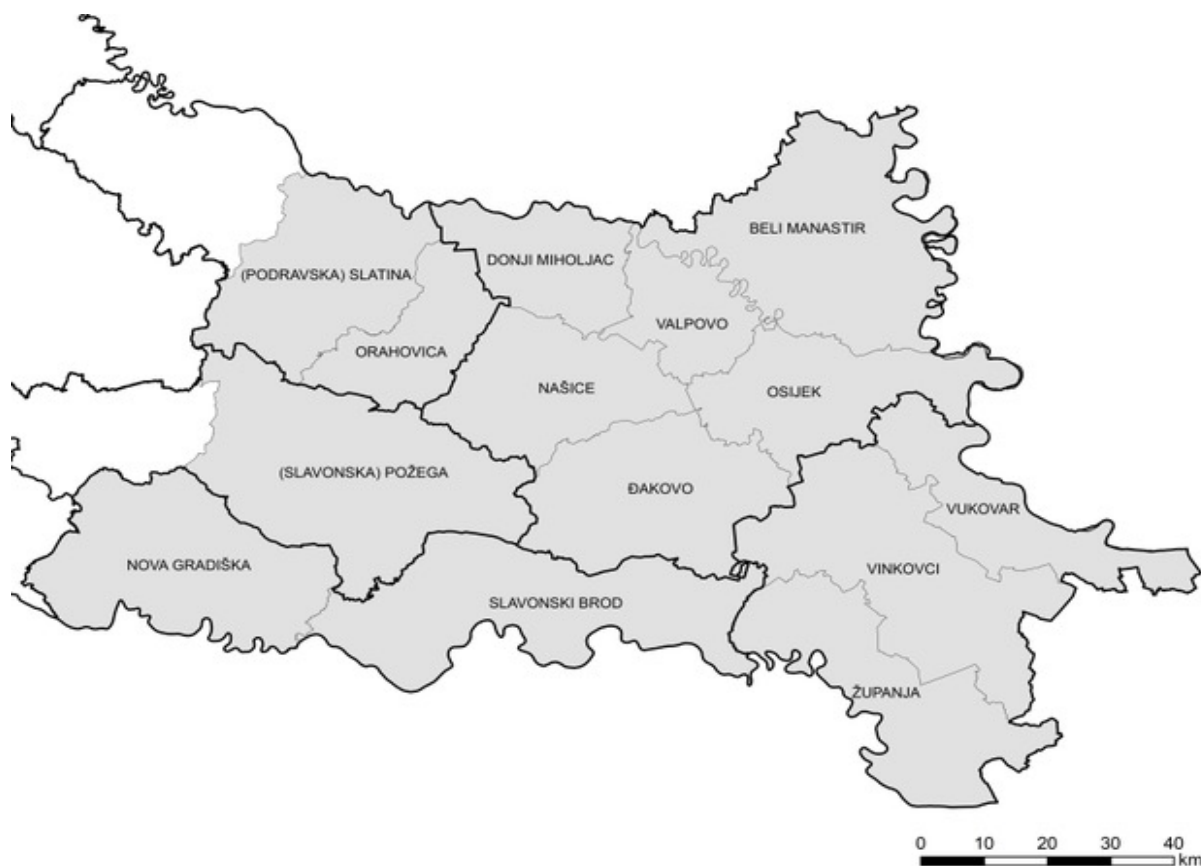 BELI MANASTIR
DONJI MIHOLJAC
(PODRAVSKA) SLATINA
VALPOVO
ORAHOVICA
NAŠICE
OSIJEK
(SLAVONSKA) POŽEGA
ĐAKOVO
VUKOVAR
NOVA GRADIŠKA
VINKOVCI
SLAVONSKI BROD
ŽUPANJA
0 10 20 30 40
km